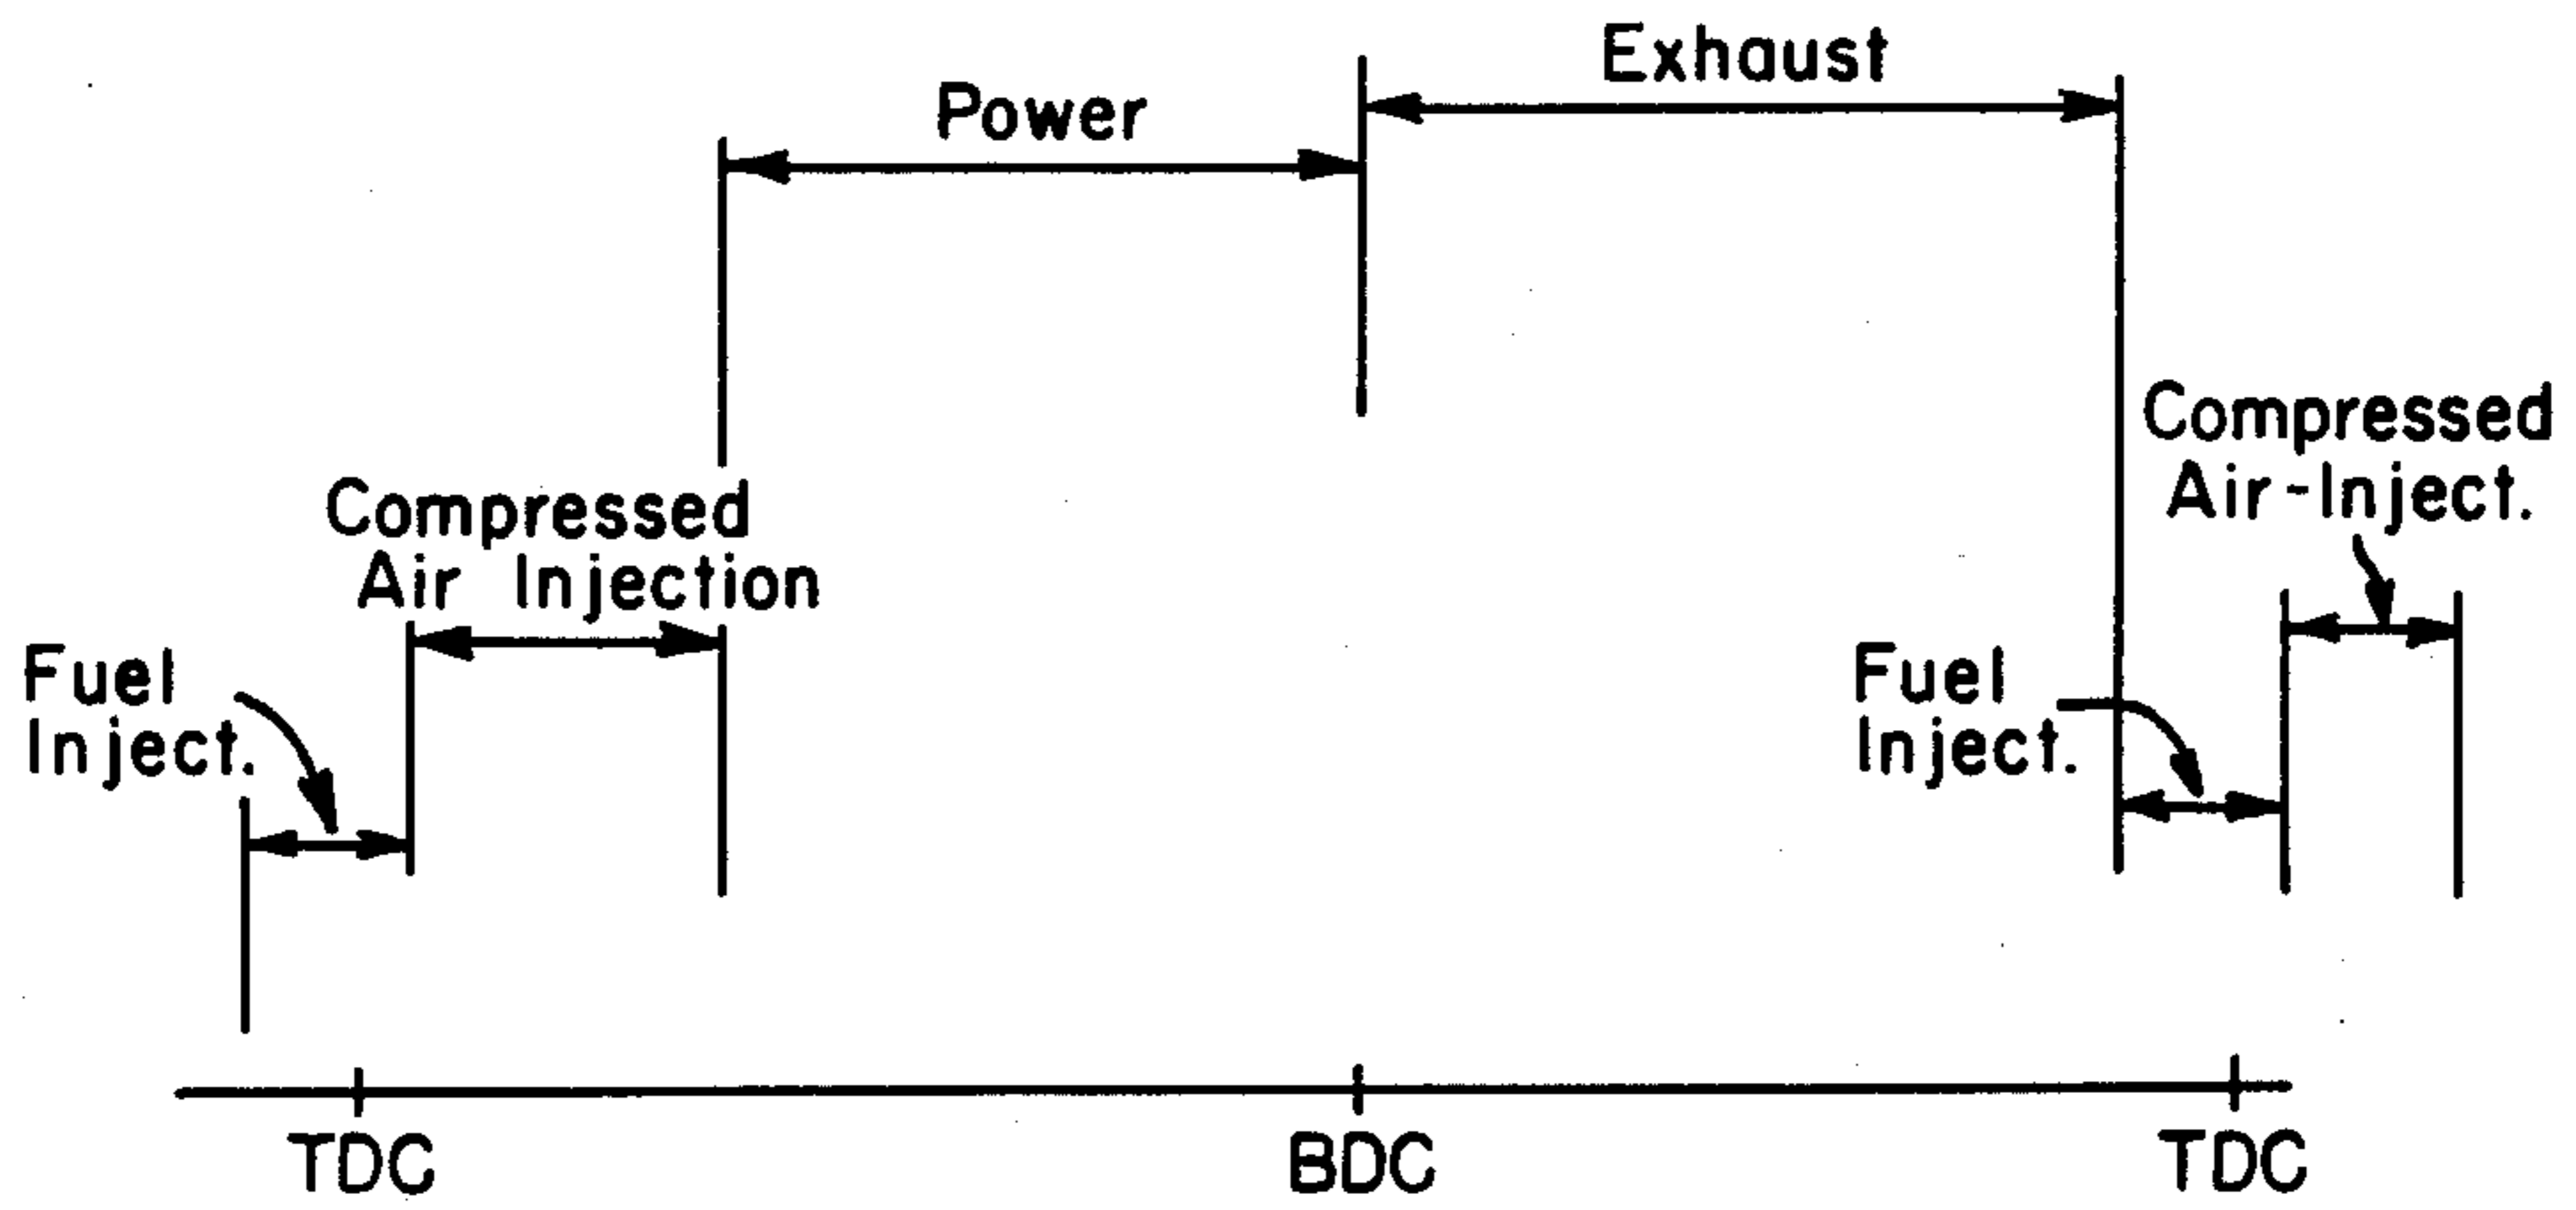 Exhaust
Power
Compressed
Air-Inject.
Compressed
Air Injection
Fuel
Inject.
Fuel
Inject.
TDC
BDC
TDC